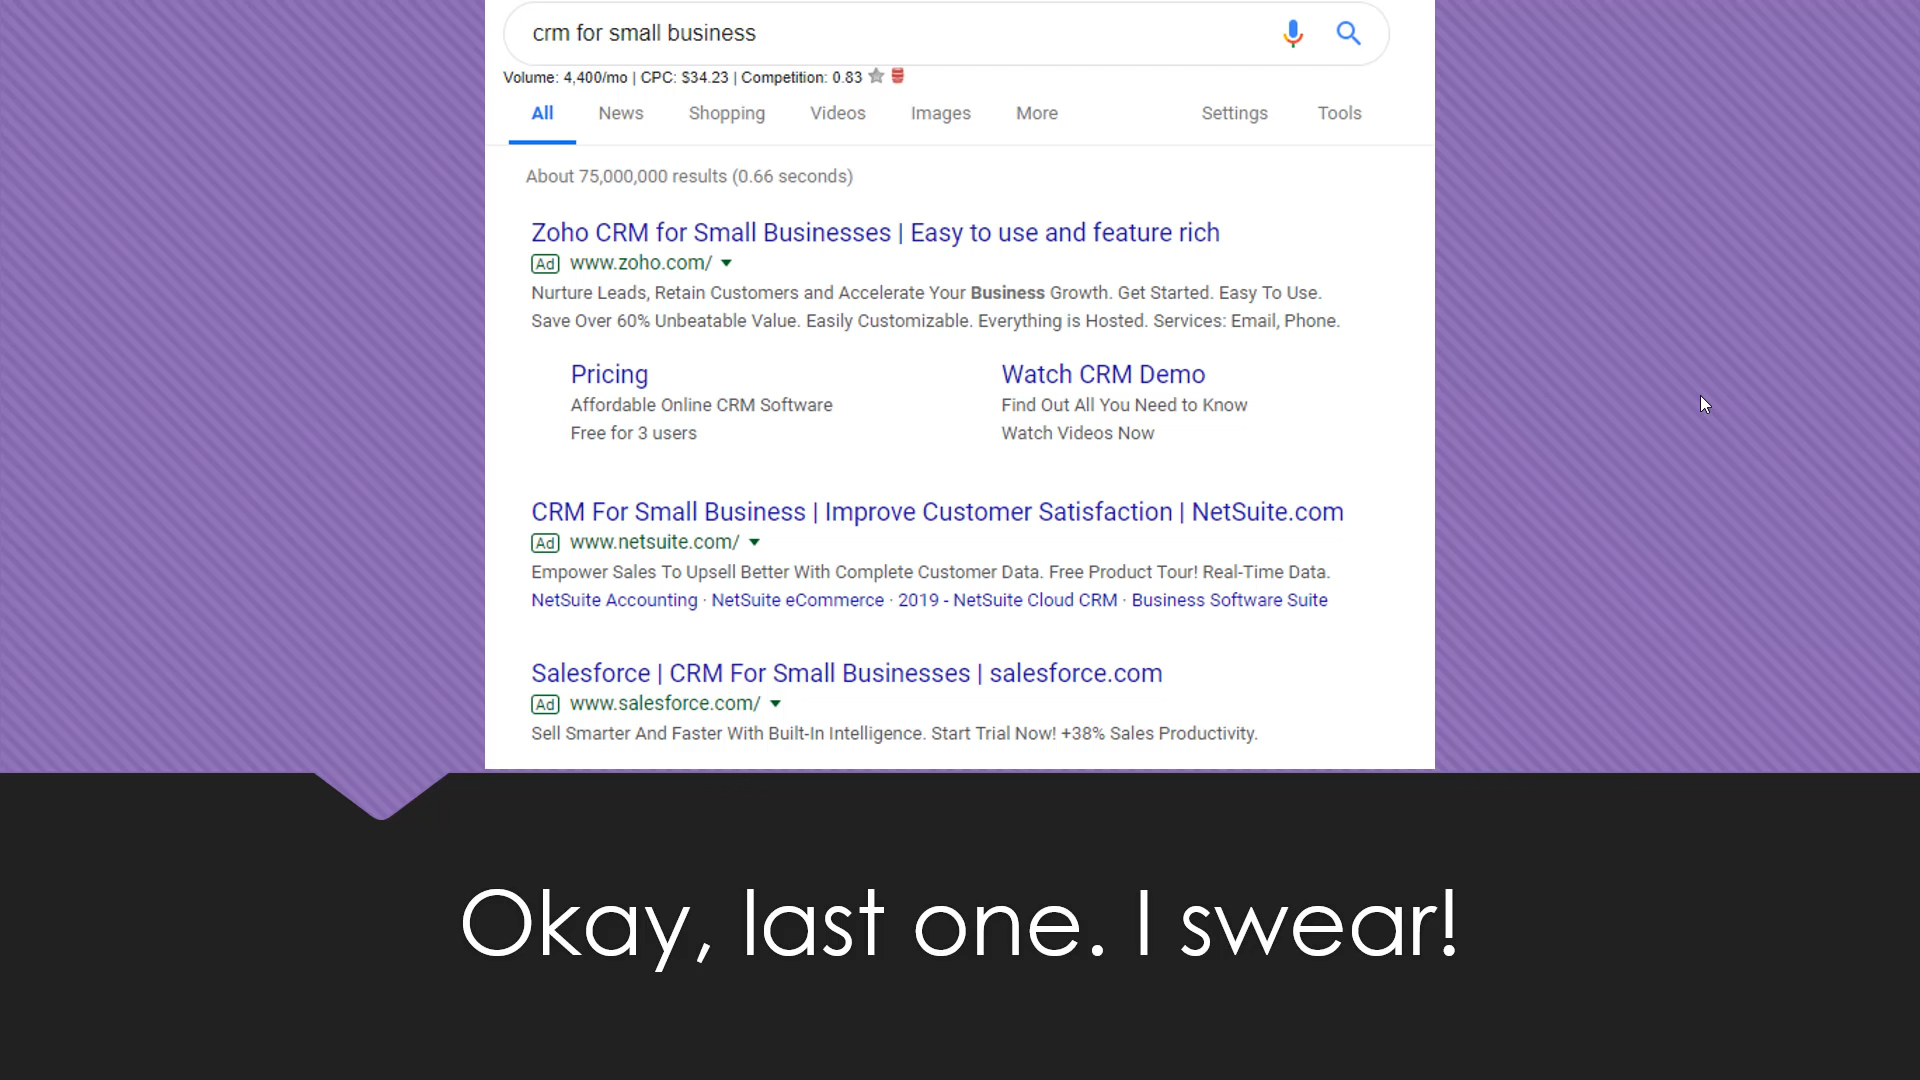 crm for small business
Volume: 4,400/mo | CPC: $34.23 | Competition: 0.83
All News Shopping Videos Images More Settings Tools
About 75,000,000 results (0.66 seconds)
Zoho CRM for Small Businesses | Easy to use and feature rich
Ad www.zoho.com/
Nurture Leads, Retain Customers and Accelerate Your Business Growth. Get Started. Easy To Use.
Save Over 60% Unbeatable Value. Easily Customizable. Everything is Hosted. Services: Email, Phone.
Pricing
Affordable Online CRM Software
Free for 3 users
Watch CRM Demo
Find Out All You Need to Know
Watch Videos Now
CRM For Small Business | Improve Customer Satisfaction | NetSuite.com
Ad www.netsuite.com/
Empower Sales To Upsell Better With Complete Customer Data. Free Product Tour! Real-Time Data.
NetSuite Accounting · NetSuite eCommerce · 2019 - NetSuite Cloud CRM · Business Software Suite
Salesforce | CRM For Small Businesses | salesforce.com
Ad www.salesforce.com/
Sell Smarter And Faster With Built-In Intelligence. Start Trial Now! +38% Sales Productivity.
Okay, last one. I swear!